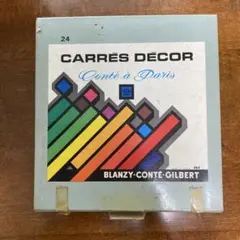 24
CARRÉS DÉCOR
Conté à Paris
BLANZY-CONTÉ-GILBERT